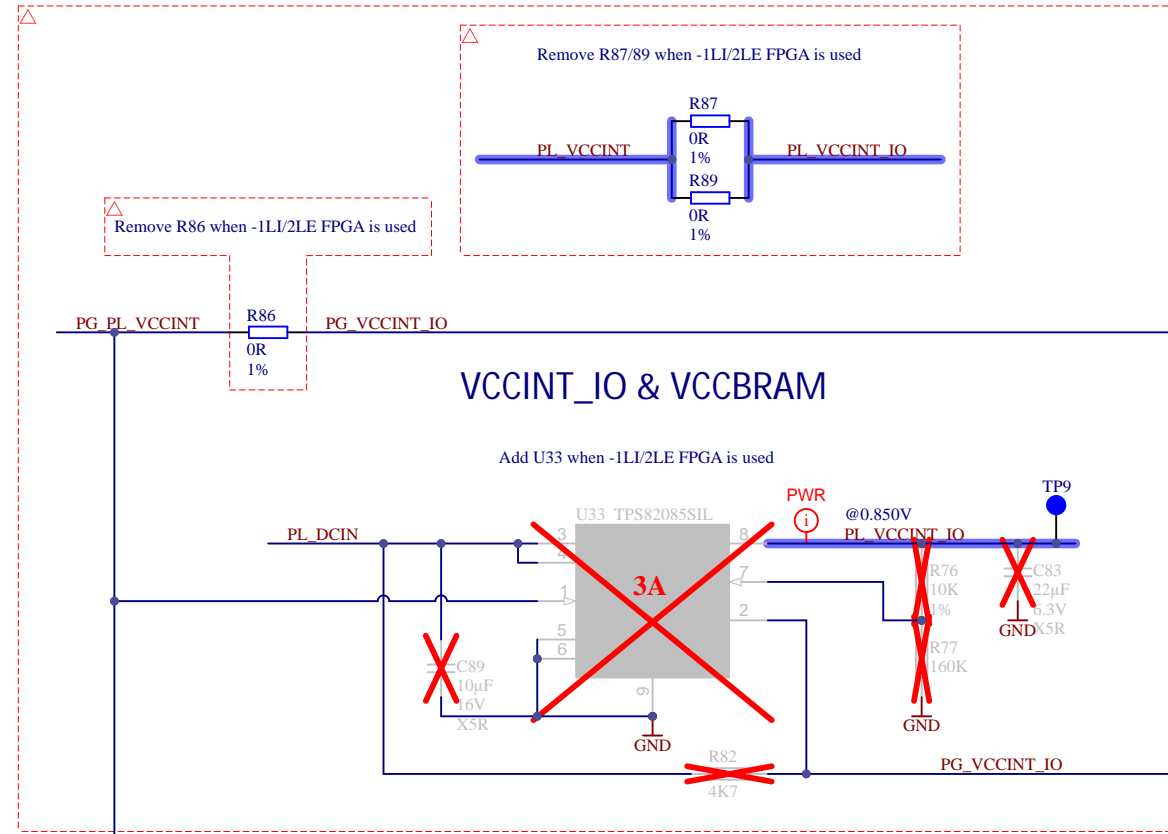 Remove R87/89 when -1LI/2LE FPGA is used
R87
0R
1%
PL_VCCINT
PL_VCCINT_IO
R89
0R
1%
Remove R86 when -1LI/2LE FPGA is used
PG_PL_VCCINT
R86
PG_VCCINT_IO
0R
1%
VCCINT_IO & VCCBRAM
Add U33 when -1LI/2LE FPGA is used
U33 TPS82085SIL
PWR
i
@0.850V
TP9
PL_DCIN
3
8
PL_VCCINT_IO
4
7
R76
10K
1%
C83
22µF
6.3V
X5R
GND
3A
1
2
5
6
R77
160K
GND
C89
10µF
16V
X5R
9
GND
R82
4K7
PG_VCCINT_IO